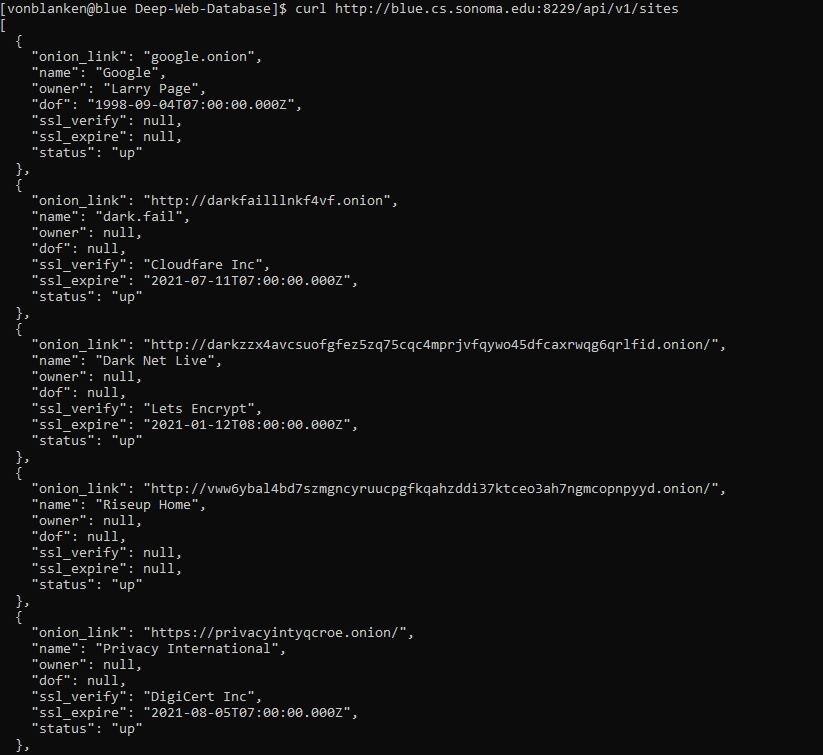 [vonblanken@blue Deep-Web-Database]$ curl http://blue.cs.sonoma.edu:8229/api/v1/sites
[
  {
    "onion_link": "google.onion",
    "name": "Google",
    "owner": "Larry Page",
    "dof": "1998-09-04T07:00:00.000Z",
    "ssl_verify": null,
    "ssl_expire": null,
    "status": "up"
  },
  {
    "onion_link": "http://darkfailllnkf4vf.onion",
    "name": "dark.fail",
    "owner": null,
    "dof": null,
    "ssl_verify": "Cloudfare Inc",
    "ssl_expire": "2021-07-11T07:00:00.000Z",
    "status": "up"
  },
  {
    "onion_link": "http://darkzzx4avcsuofgfez5zq75cqc4mprjvfqywo45dfcaxrwqg6qrlfid.onion/",
    "name": "Dark Net Live",
    "owner": null,
    "dof": null,
    "ssl_verify": "Lets Encrypt",
    "ssl_expire": "2021-01-12T08:00:00.000Z",
    "status": "up"
  },
  {
    "onion_link": "http://vww6ybal4bd7szmgncyruucpgfkqahzddi37ktceo3ah7ngmcopnpyyd.onion/",
    "name": "Riseup Home",
    "owner": null,
    "dof": null,
    "ssl_verify": null,
    "ssl_expire": null,
    "status": "up"
  },
  {
    "onion_link": "https://privacyintyqcroe.onion/",
    "name": "Privacy International",
    "owner": null,
    "dof": null,
    "ssl_verify": "DigiCert Inc",
    "ssl_expire": "2021-08-05T07:00:00.000Z",
    "status": "up"
  },